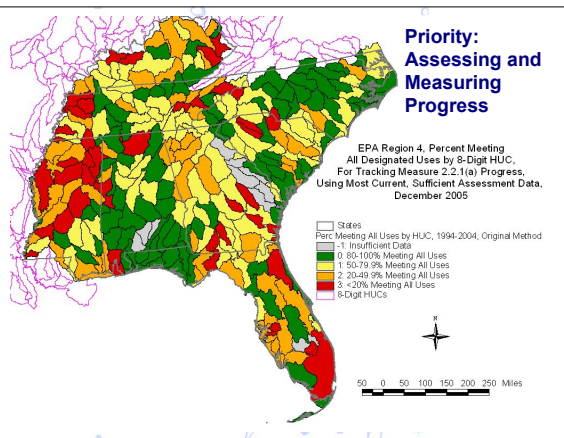 Priority:
Assessing and
Measuring
Progress
EPA Region 4, Percent Meeting
All Designated Uses by 8-Digit HUC,
For Tracking Measure 2.2.1(a) Progress,
Using Most Current, Sufficient Assessment Data,
December 2005
States
Perc Meeting All Uses by HUC, 1994-2004, Original Method
-1: Insufficient Data
0: 80-100% Meeting All Uses
1: 50-79.9% Meeting All Uses
2: 20-49.9% Meeting All Uses
3: <20% Meeting All Uses
8-Digit HUCs
N
50 0 50 100 150 200 250 Miles